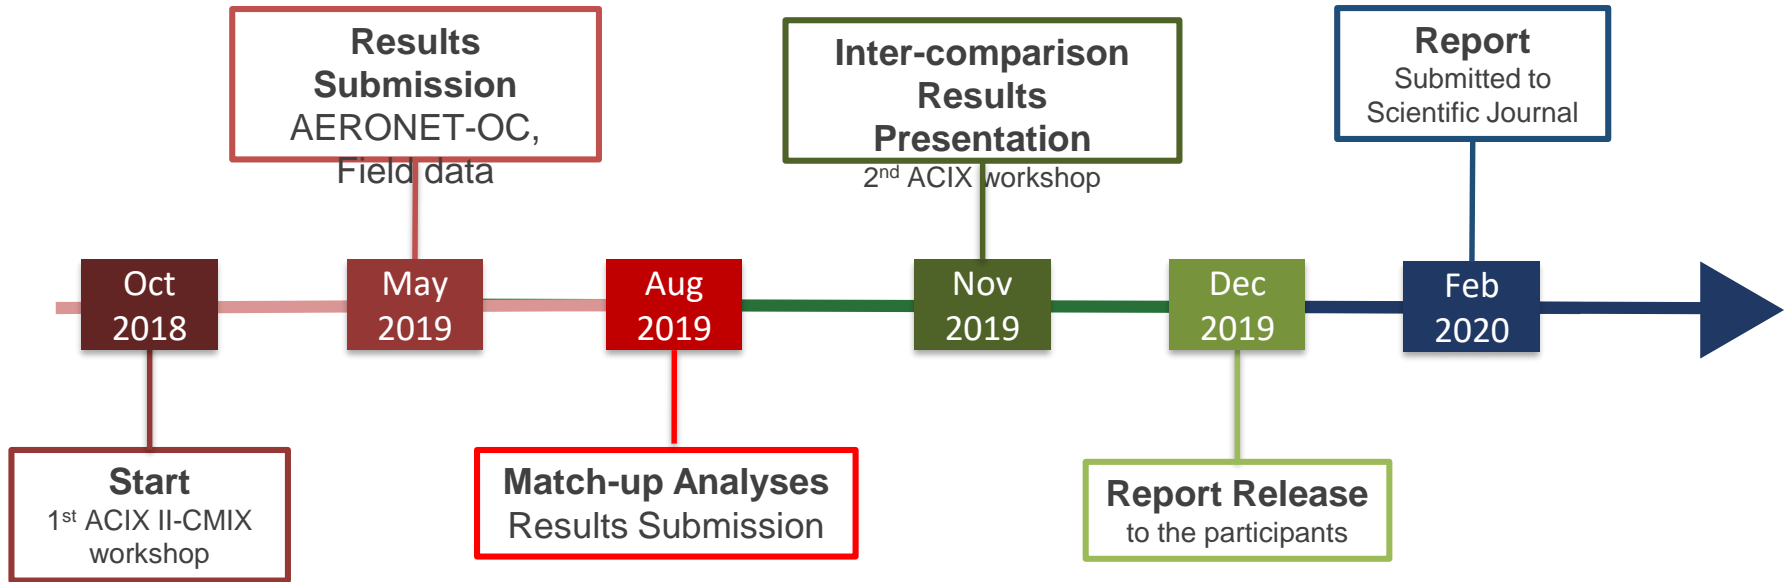 Results
Submission
AERONET-OC,
Field data
Inter-comparison
Results
Presentation
2nd ACIX workshop
Report
Submitted to
Scientific Journal
Oct
2018
May
2019
Aug
2019
Nov
2019
Dec
2019
Feb
2020
Start
1st ACIX II-CMIX
workshop
Match-up Analyses
Results Submission
Report Release
to the participants